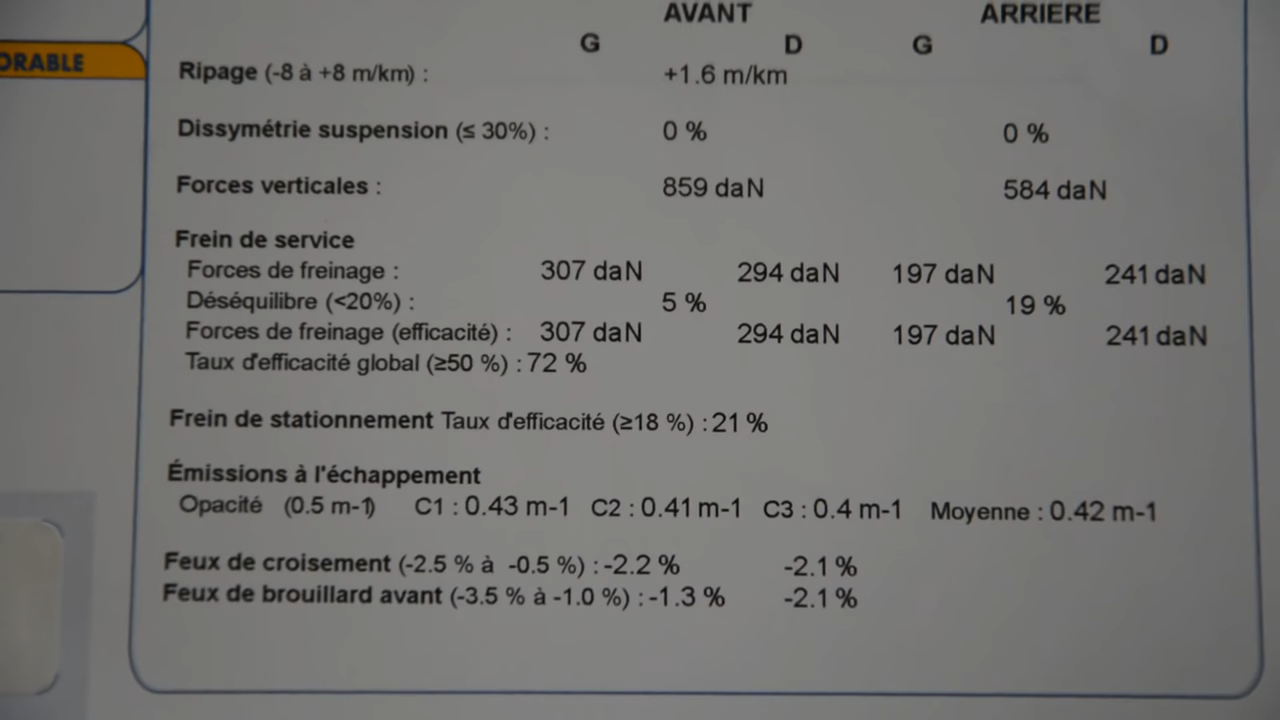 AVANT ARRIERE
G D G D
ORABLE
Ripage (-8 à +8 m/km) : +1.6 m/km
Dissymétrie suspension (≤ 30%) : 0 % 0 %
Forces verticales : 859 daN 584 daN
Frein de service
Forces de freinage : 307 daN 294 daN 197 daN 241 daN
Déséquilibre (<20%) : 5 % 19 %
Forces de freinage (efficacité) : 307 daN 294 daN 197 daN 241 daN
Taux d'efficacité global (≥50 %) : 72 %
Frein de stationnement Taux d'efficacité (≥18 %) : 21 %
Émissions à l'échappement
Opacité (0.5 m-1) C1 : 0.43 m-1 C2 : 0.41 m-1 C3 : 0.4 m-1 Moyenne : 0.42 m-1
Feux de croisement (-2.5 % à -0.5 %) : -2.2 % -2.1 %
Feux de brouillard avant (-3.5 % à -1.0 %) : -1.3 % -2.1 %